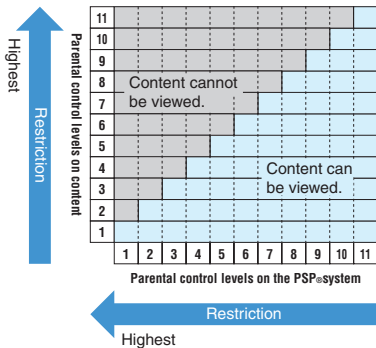 Highest
Restriction
Parental control levels on content
11
10
9
8
7
6
5
4
3
2
1
Content cannot
be viewed.
Content can
be viewed.
1 2 3 4 5 6 7 8 9 10 11
Parental control levels on the PSP®system
Restriction
Highest